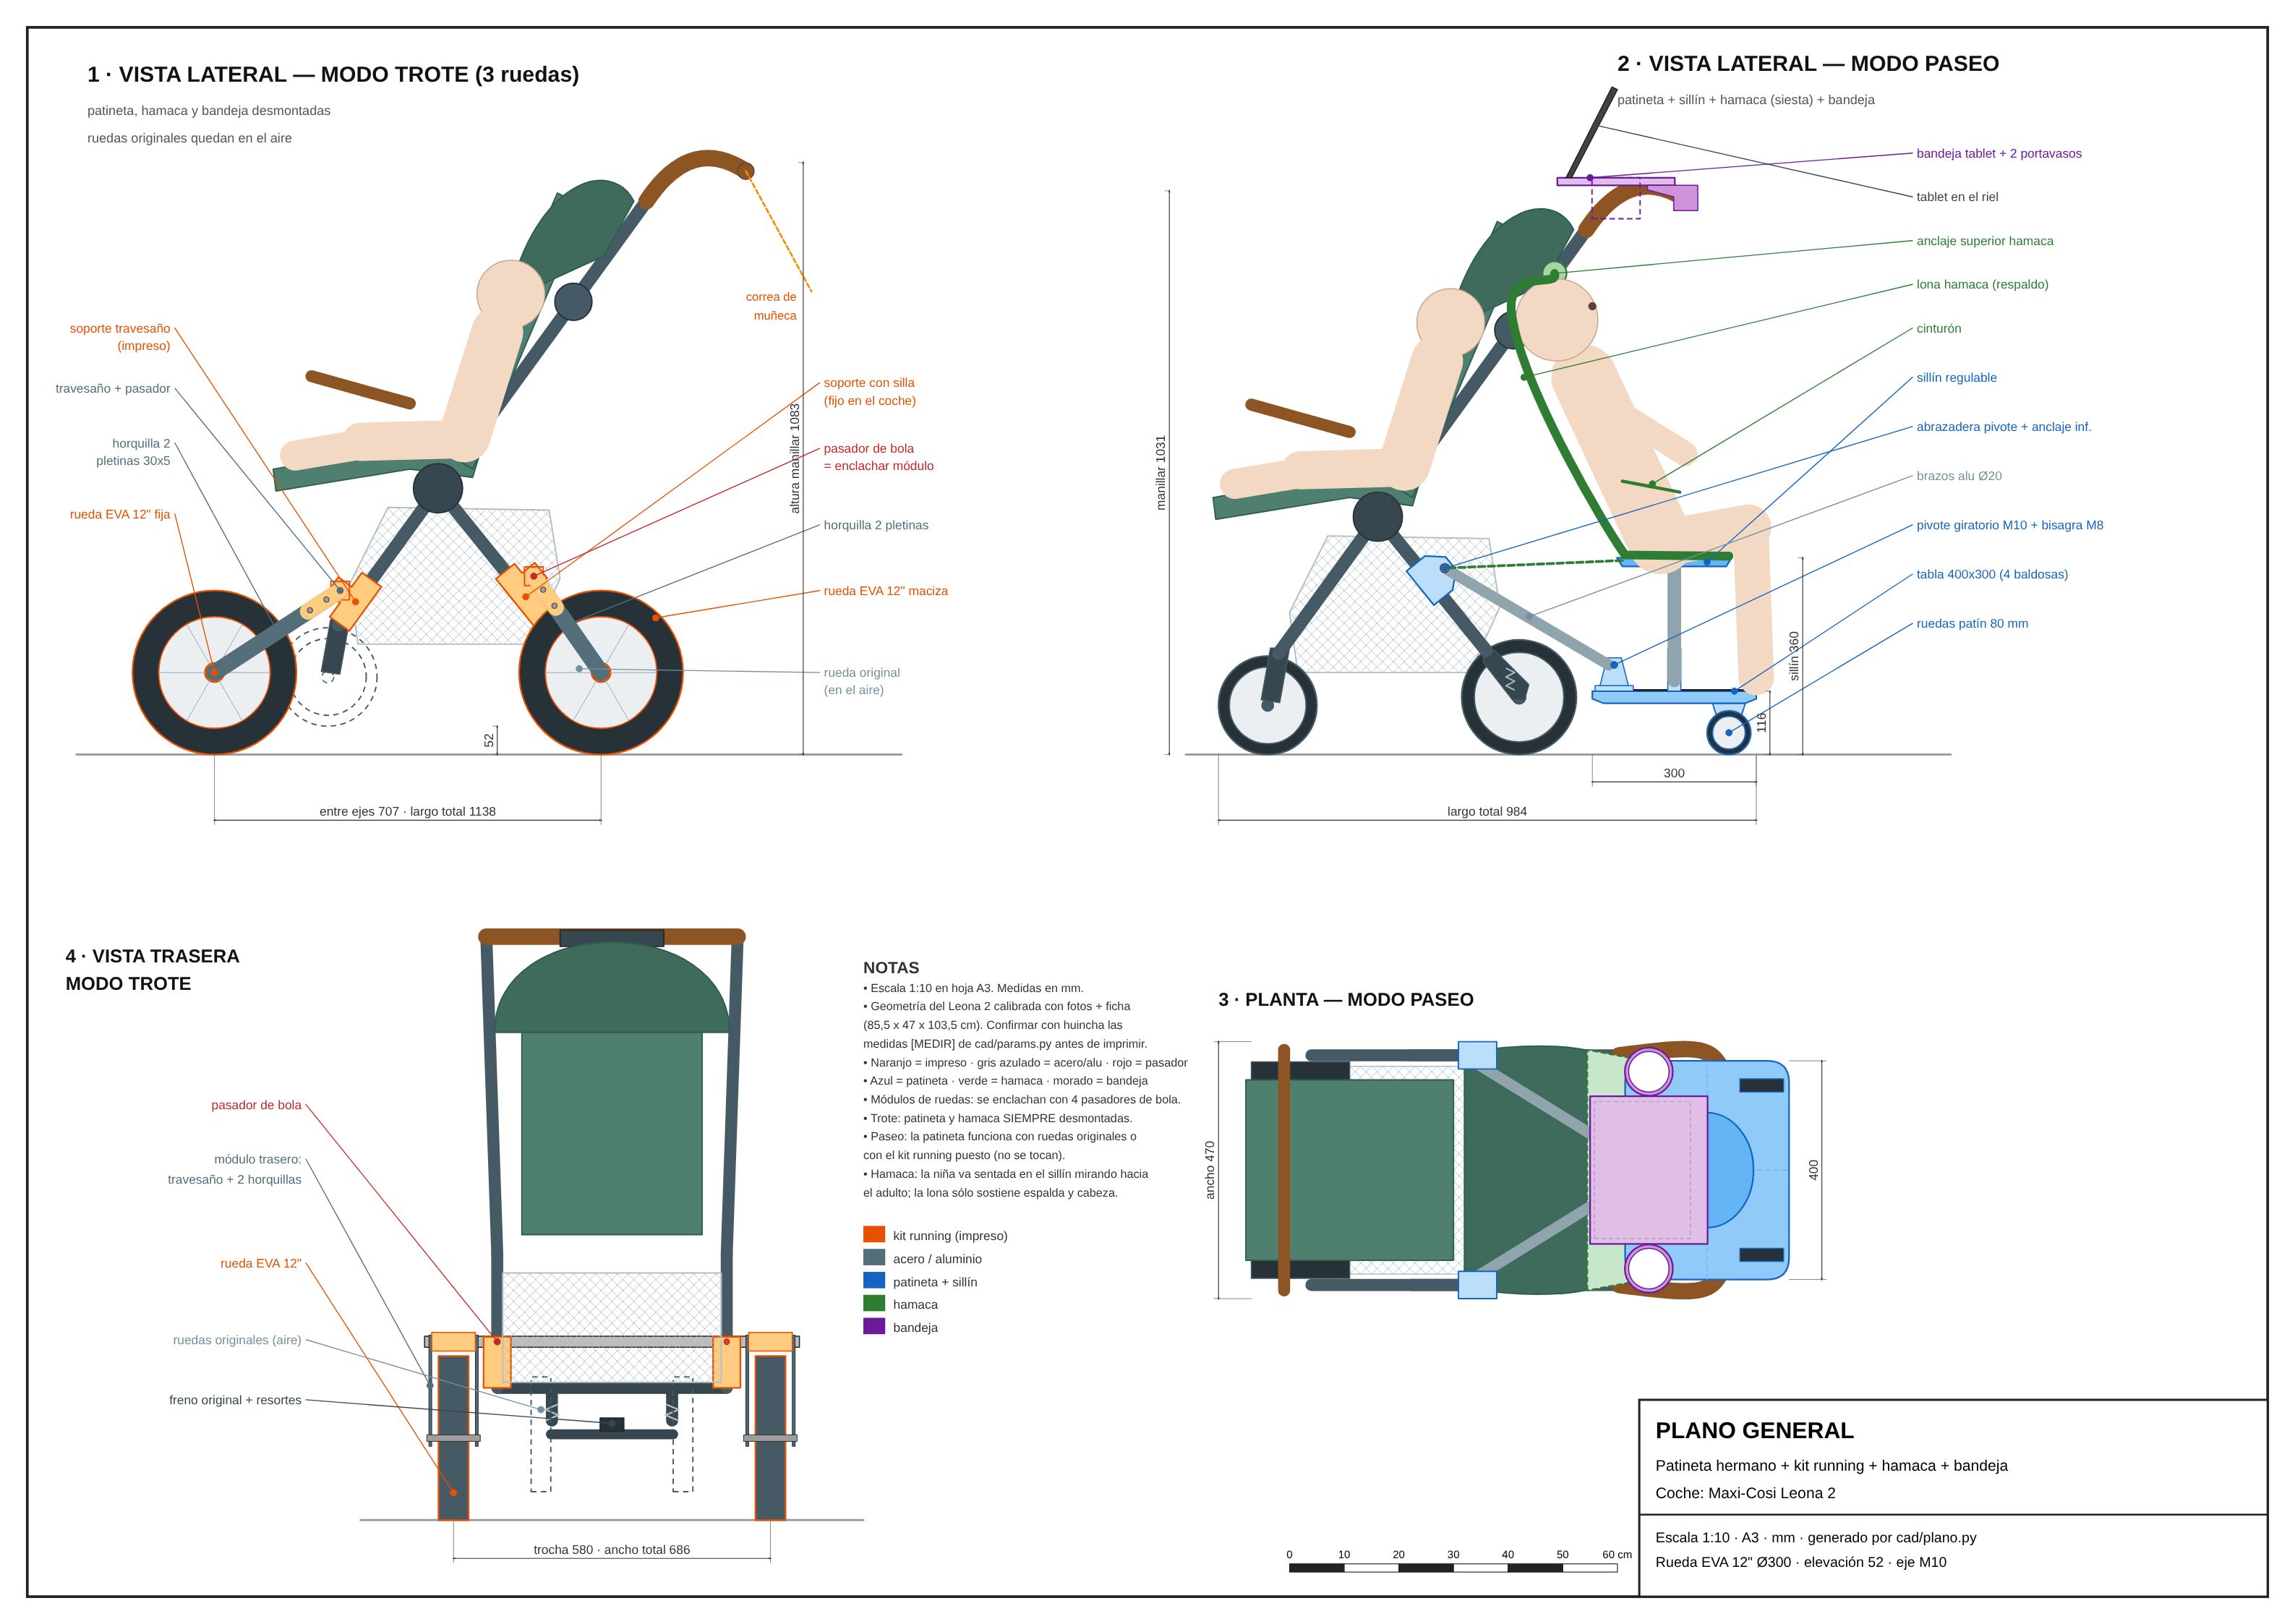 1 · VISTA LATERAL — MODO TROTE (3 ruedas)
patineta, hamaca y bandeja desmontadas
ruedas originales quedan en el aire
correa de
muñeca
soporte travesaño
(impreso)
travesaño + pasador
horquilla 2
pletinas 30x5
rueda EVA 12" fija
soporte con silla
(fijo en el coche)
pasador de bola
= enclachar módulo
horquilla 2 pletinas
rueda EVA 12" maciza
rueda original
(en el aire)
altura manillar 1083
52
entre ejes 707 · largo total 1138
2 · VISTA LATERAL — MODO PASEO
patineta + sillín + hamaca (siesta) + bandeja
bandeja tablet + 2 portavasos
tablet en el riel
anclaje superior hamaca
lona hamaca (respaldo)
cinturón
sillín regulable
abrazadera pivote + anclaje inf.
brazos alu Ø20
pivote giratorio M10 + bisagra M8
tabla 400x300 (4 baldosas)
ruedas patín 80 mm
manillar 1031
sillín 360
116
300
largo total 984
4 · VISTA TRASERA
MODO TROTE
pasador de bola
módulo trasero:
travesaño + 2 horquillas
rueda EVA 12"
ruedas originales (aire)
freno original + resortes
trocha 580 · ancho total 686
NOTAS
• Escala 1:10 en hoja A3. Medidas en mm.
• Geometría del Leona 2 calibrada con fotos + ficha
(85,5 x 47 x 103,5 cm). Confirmar con huincha las
medidas [MEDIR] de cad/params.py antes de imprimir.
• Naranjo = impreso · gris azulado = acero/alu · rojo = pasador
• Azul = patineta · verde = hamaca · morado = bandeja
• Módulos de ruedas: se enclachan con 4 pasadores de bola.
• Trote: patineta y hamaca SIEMPRE desmontadas.
• Paseo: la patineta funciona con ruedas originales o
con el kit running puesto (no se tocan).
• Hamaca: la niña va sentada en el sillín mirando hacia
el adulto; la lona sólo sostiene espalda y cabeza.
kit running (impreso)
acero / aluminio
patineta + sillín
hamaca
bandeja
3 · PLANTA — MODO PASEO
ancho 470
400
0 10 20 30 40 50 60 cm
PLANO GENERAL
Patineta hermano + kit running + hamaca + bandeja
Coche: Maxi-Cosi Leona 2
Escala 1:10 · A3 · mm · generado por cad/plano.py
Rueda EVA 12" Ø300 · elevación 52 · eje M10